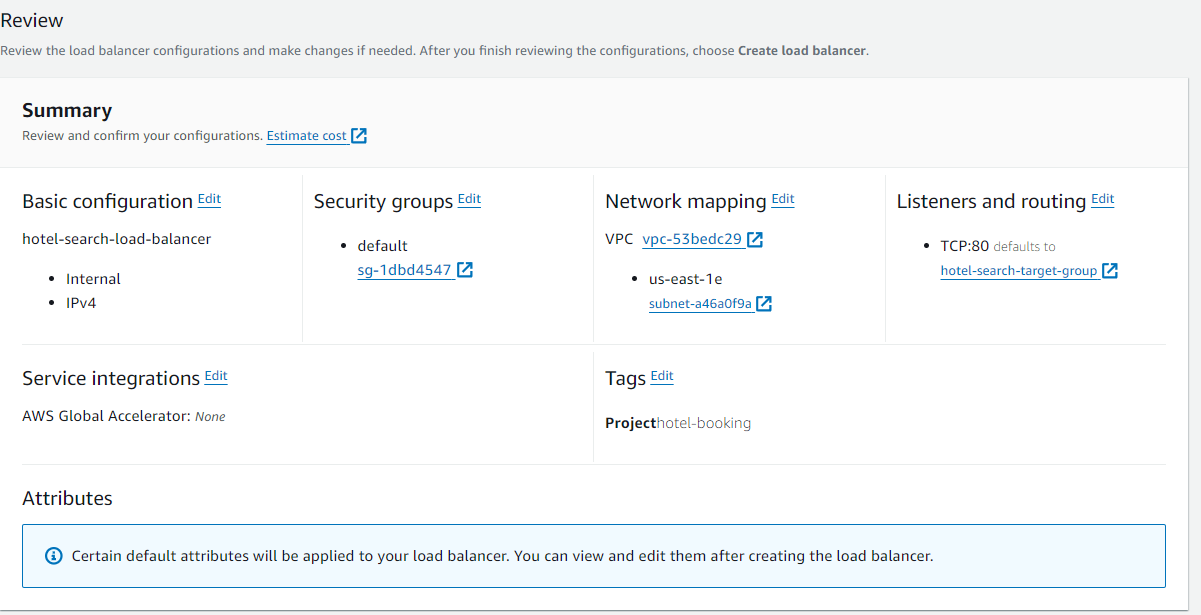 Review
Review the load balancer configurations and make changes if needed. After you finish reviewing the configurations, choose Create load balancer.
Summary
Review and confirm your configurations. Estimate cost
Basic configuration Edit
hotel-search-load-balancer
• Internal
• IPv4
Security groups Edit
• default
sg-1dbd4547
Network mapping Edit
VPC vpc-53bedc29
• us-east-1e
subnet-a46a0f9a
Listeners and routing Edit
• TCP:80 defaults to
hotel-search-target-group
Service integrations Edit
AWS Global Accelerator: None
Tags Edit
Projecthotel-booking
Attributes
Certain default attributes will be applied to your load balancer. You can view and edit them after creating the load balancer.